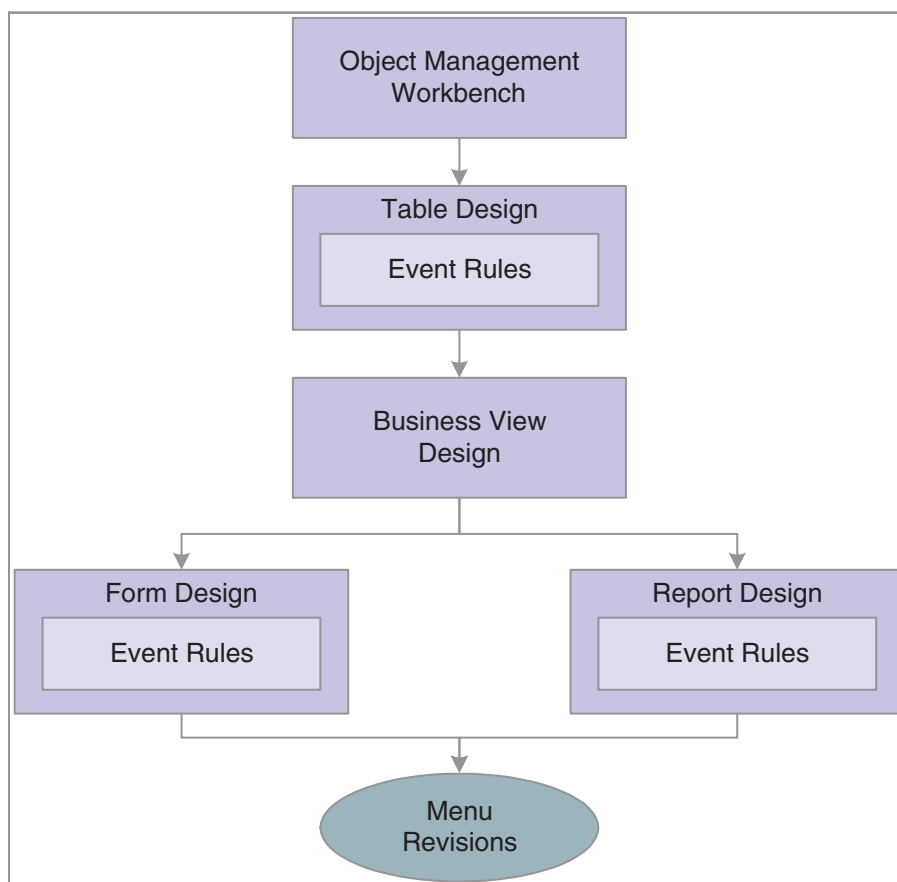 Object Management
Workbench
Table Design
Event Rules
Business View
Design
Form Design
Event Rules
Report Design
Event Rules
Menu
Revisions